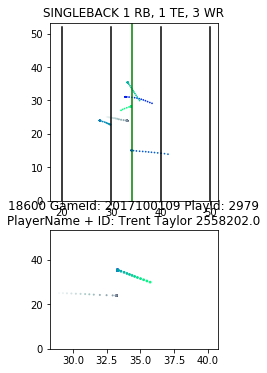 SINGLEBACK 1 RB, 1 TE, 3 WR
50
40
30
20
10
0
20 30 40 50
18600 GameId: 2017100109 PlayId: 2979
PlayerName + ID: Trent Taylor 2558202.0
40
20
0
30.0 32.5 35.0 37.5 40.0